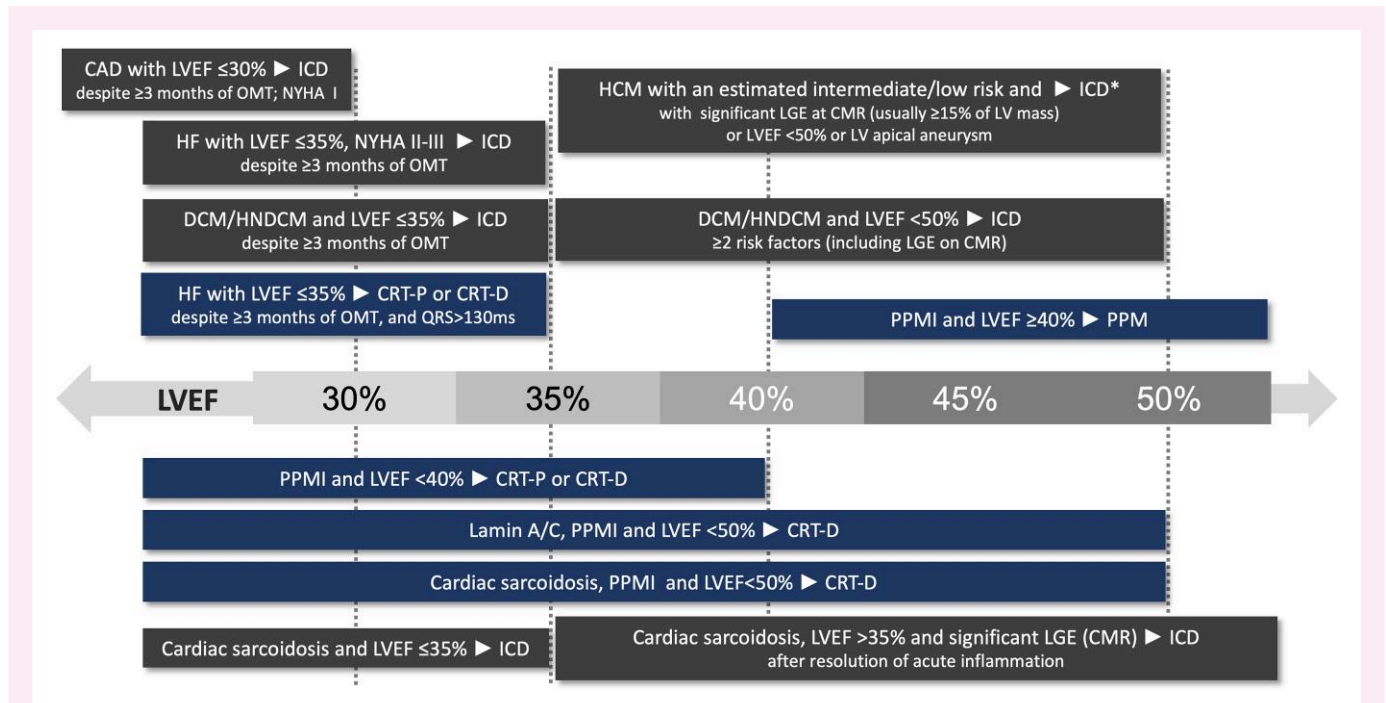 CAD with LVEF ≤30% ► ICD
despite ≥3 months of OMT; NYHA I
HCM with an estimated intermediate/low risk and ► ICD*
with significant LGE at CMR (usually ≥15% of LV mass)
or LVEF <50% or LV apical aneurysm
HF with LVEF ≤35%, NYHA II-III ► ICD
despite ≥3 months of OMT
DCM/HNDCM and LVEF ≤35% ► ICD
despite ≥3 months of OMT
DCM/HNDCM and LVEF <50% ► ICD
≥2 risk factors (including LGE on CMR)
HF with LVEF ≤35% ► CRT-P or CRT-D
despite ≥3 months of OMT, and QRS>130ms
PPMI and LVEF ≥40% ► PPM
LVEF 30% 35% 40% 45% 50%
PPMI and LVEF <40% ► CRT-P or CRT-D
Lamin A/C, PPMI and LVEF <50% ► CRT-D
Cardiac sarcoidosis, PPMI and LVEF<50% ► CRT-D
Cardiac sarcoidosis and LVEF ≤35% ► ICD
Cardiac sarcoidosis, LVEF >35% and significant LGE (CMR) ► ICD
after resolution of acute inflammation